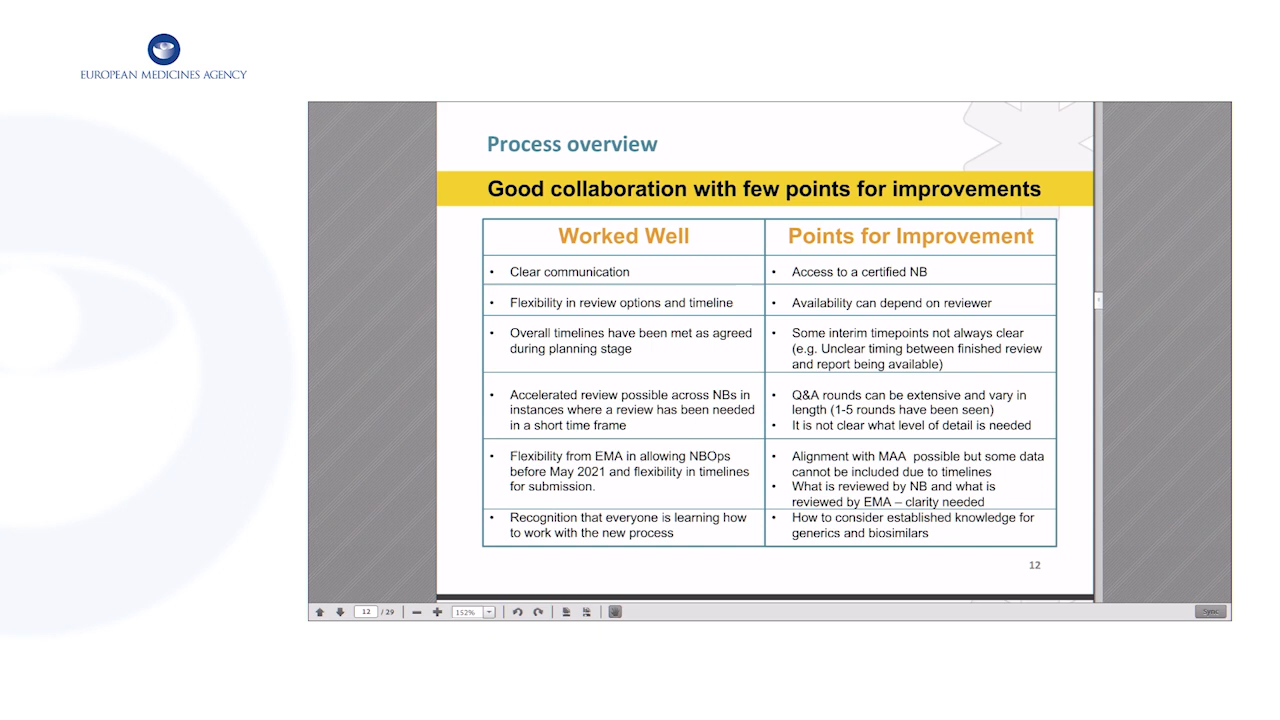 EUROPEAN MEDICINES AGENCY
Process overview
Good collaboration with few points for improvements
Worked Well
Points for Improvement
• Clear communication
• Access to a certified NB
• Flexibility in review options and timeline
• Availability can depend on reviewer
• Overall timelines have been met as agreed
during planning stage
• Some interim timepoints not always clear
(e.g. Unclear timing between finished review
and report being available)
• Accelerated review possible across NBs in
instances where a review has been needed
in a short time frame
• Q&A rounds can be extensive and vary in
length (1-5 rounds have been seen)
• It is not clear what level of detail is needed
• Flexibility from EMA in allowing NBOps
before May 2021 and flexibility in timelines
for submission.
• Alignment with MAA possible but some data
cannot be included due to timelines
• What is reviewed by NB and what is
reviewed by EMA – clarity needed
• Recognition that everyone is learning how
to work with the new process
• How to consider established knowledge for
generics and biosimilars
12
12 / 29
152%
Sync